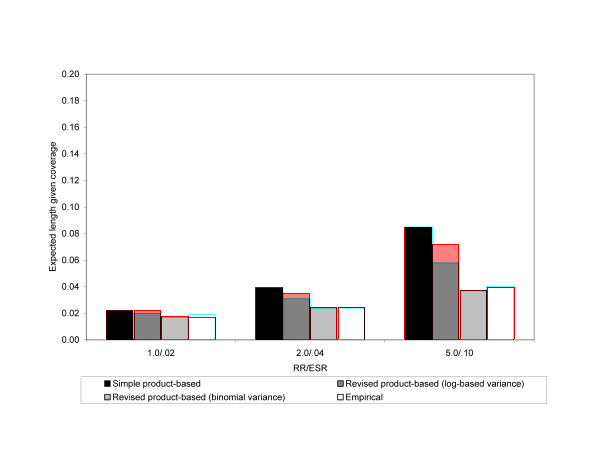 0.20
0.18
0.16
0.14
0.12
0.10
0.08
0.06
0.04
0.02
0.00
Expected length given coverage
1.0/.02 2.0/.04 5.0/.10
RR/ESR
Simple product-based Revised product-based (log-based variance)
Revised product-based (binomial variance) Empirical